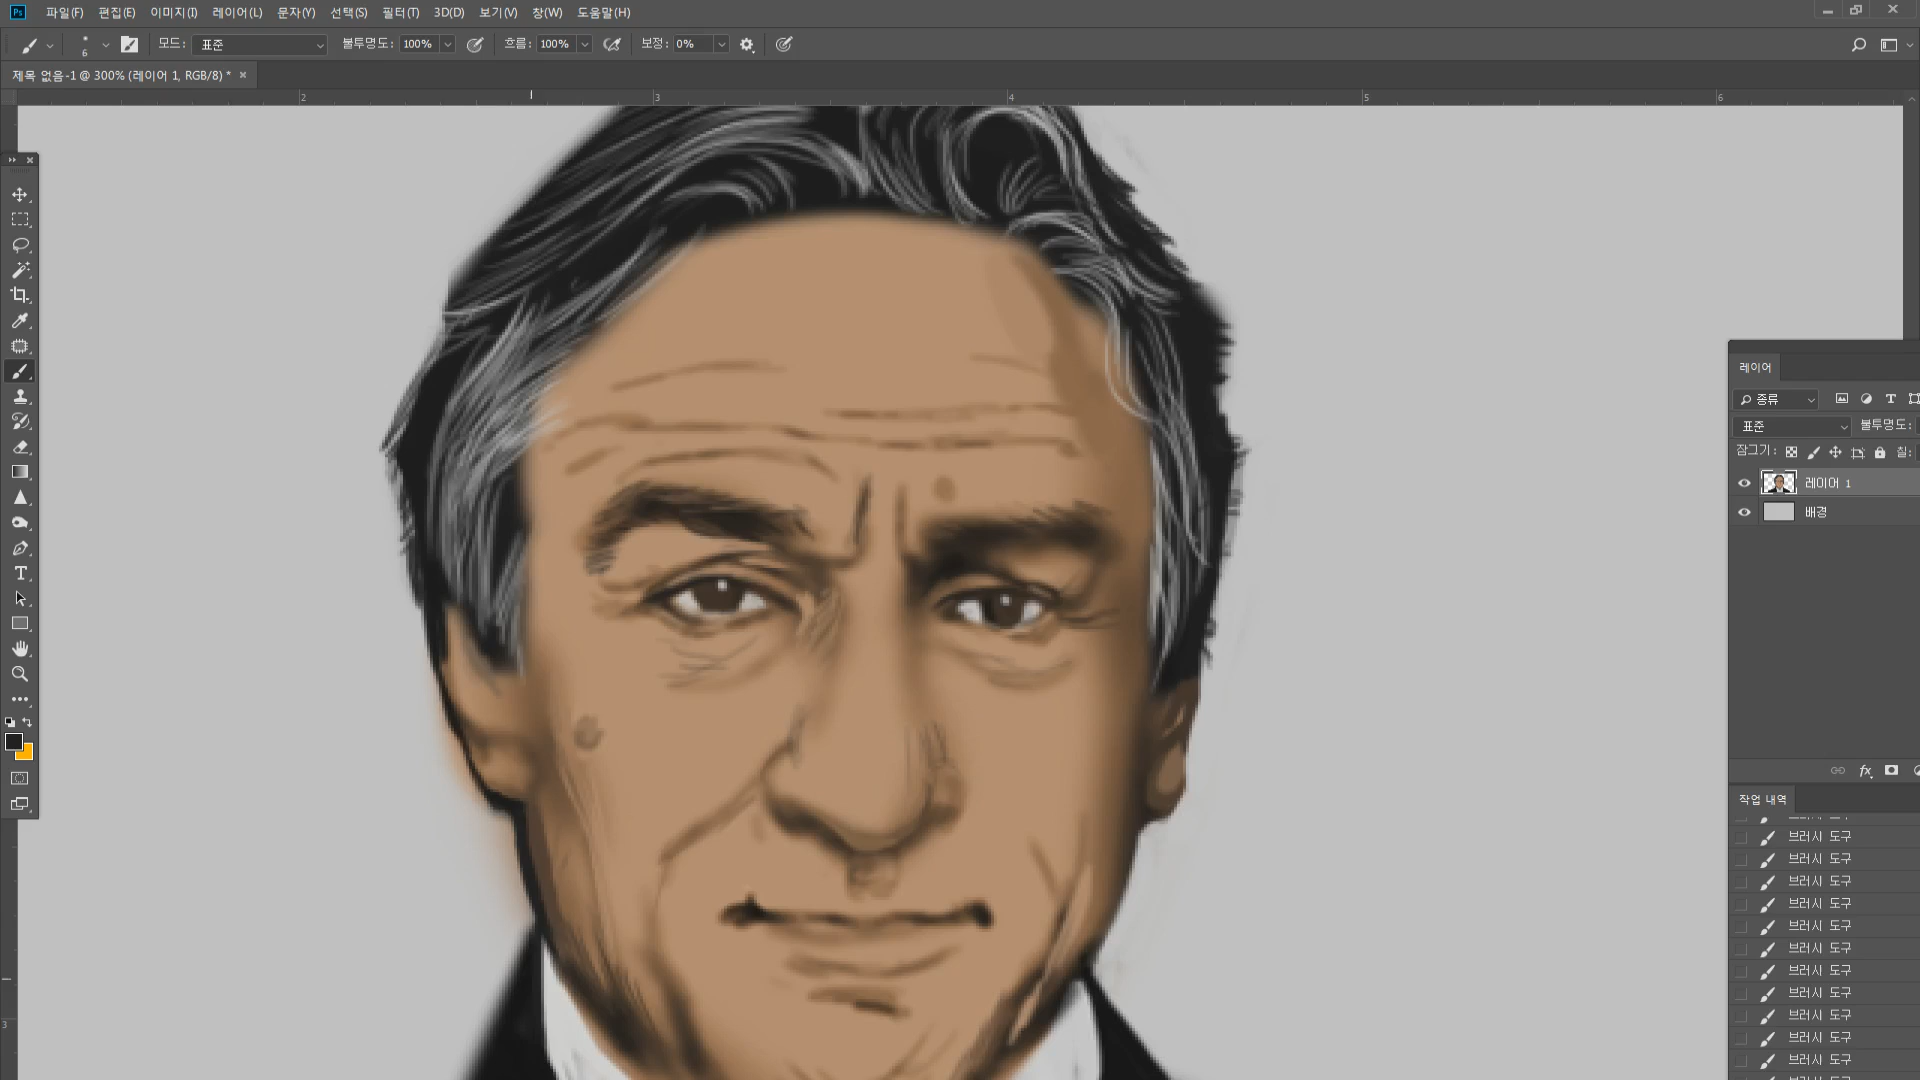 Ps 파일(F) 편집(E) 이미지(I) 레이어(L) 문자(Y) 선택(S) 필터(T) 3D(D) 보기(V) 창(W) 도움말(H)
6 모드: 표준 불투명도: 100% 흐름: 100% 보정: 0%
제목 없음-1 @ 300% (레이어 1, RGB/8) *
2 3 4 5 6
레이어
종류
표준 불투명도:
잠그기: 칠:
레이어 1
배경
fx
작업 내역
브러시 도구
브러시 도구
브러시 도구
브러시 도구
브러시 도구
브러시 도구
브러시 도구
브러시 도구
브러시 도구
브러시 도구
브러시 도구
3